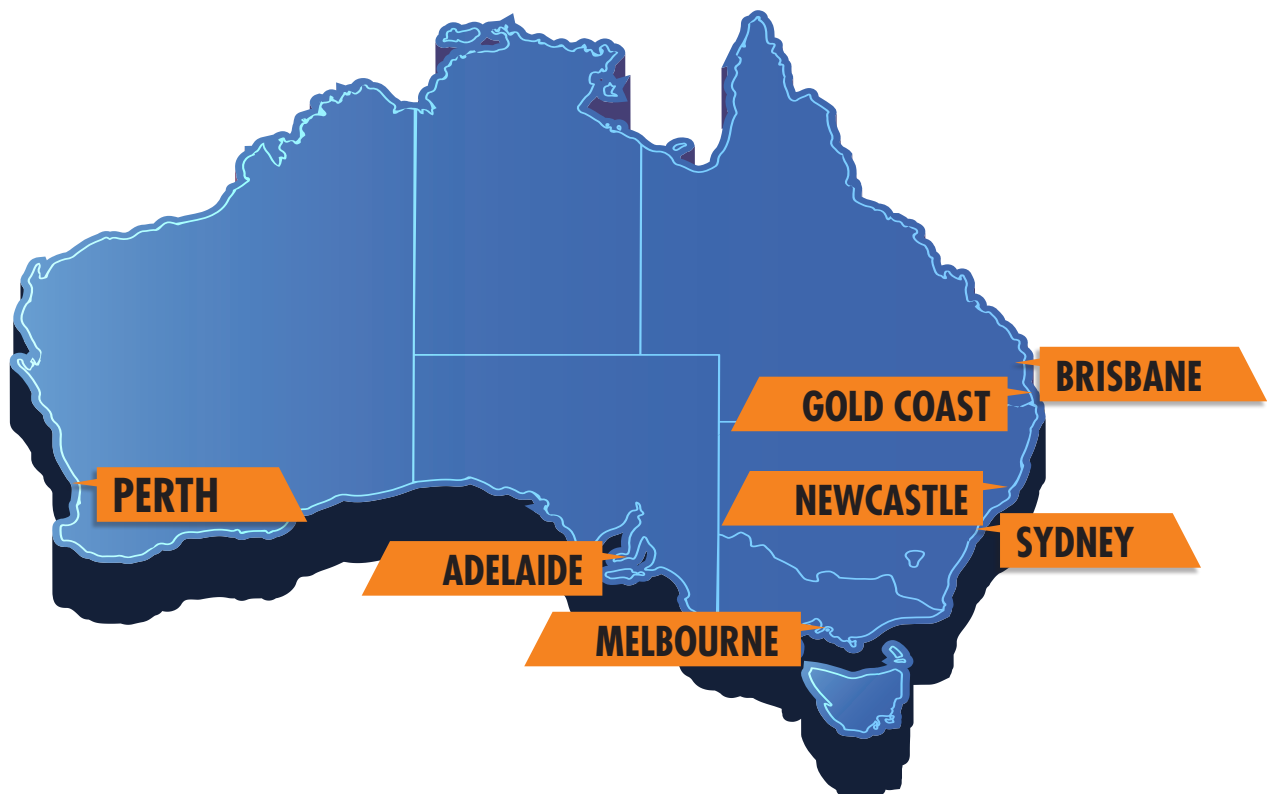 BRISBANE
GOLD COAST
PERTH
NEWCASTLE
SYDNEY
ADELAIDE
MELBOURNE